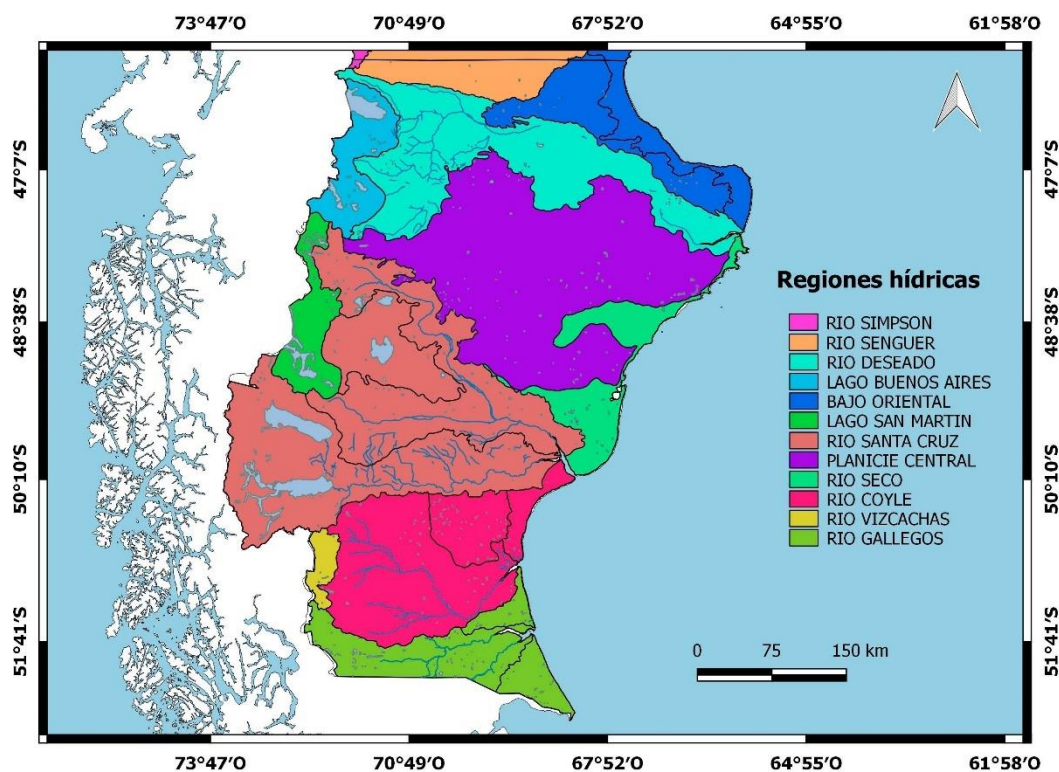 73°47'O 70°49'O 67°52'O 64°55'O 61°58'O
47°7'S 47°7'S
48°38'S 48°38'S
50°10'S 50°10'S
51°41'S 51°41'S
Regiones hídricas
RIO SIMPSON
RIO SENGUER
RIO DESEADO
LAGO BUENOS AIRES
BAJO ORIENTAL
LAGO SAN MARTIN
RIO SANTA CRUZ
PLANICIE CENTRAL
RIO SECO
RIO COYLE
RIO VIZCACHAS
RIO GALLEGOS
0 75 150 km
73°47'O 70°49'O 67°52'O 64°55'O 61°58'O